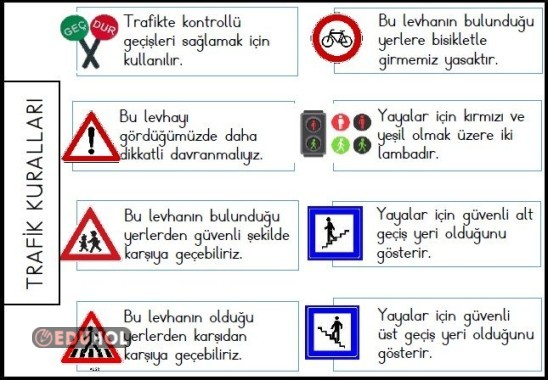 TRAFİK KURALLARI
GEÇ
DUR
Trafikte kontrollü
geçişleri sağlamak için
kullanılır.
Bu levhanın bulunduğu
yerlere bisikletle
girmemiz yasaktır.
Bu levhayı
gördüğümüzde daha
dikkatli davranmalıyız.
Yayalar için kırmızı ve
yeşil olmak üzere iki
lambadır.
Bu levhanın bulunduğu
yerlerden güvenli şekilde
karşıya geçebiliriz.
Yayalar için güvenli alt
geçiş yeri olduğunu
gösterir.
Bu levhanın olduğu
yerlerden karşıdan
karşıya geçebiliriz.
Yayalar için güvenli
üst geçiş yeri olduğunu
gösterir.
EDUHOL